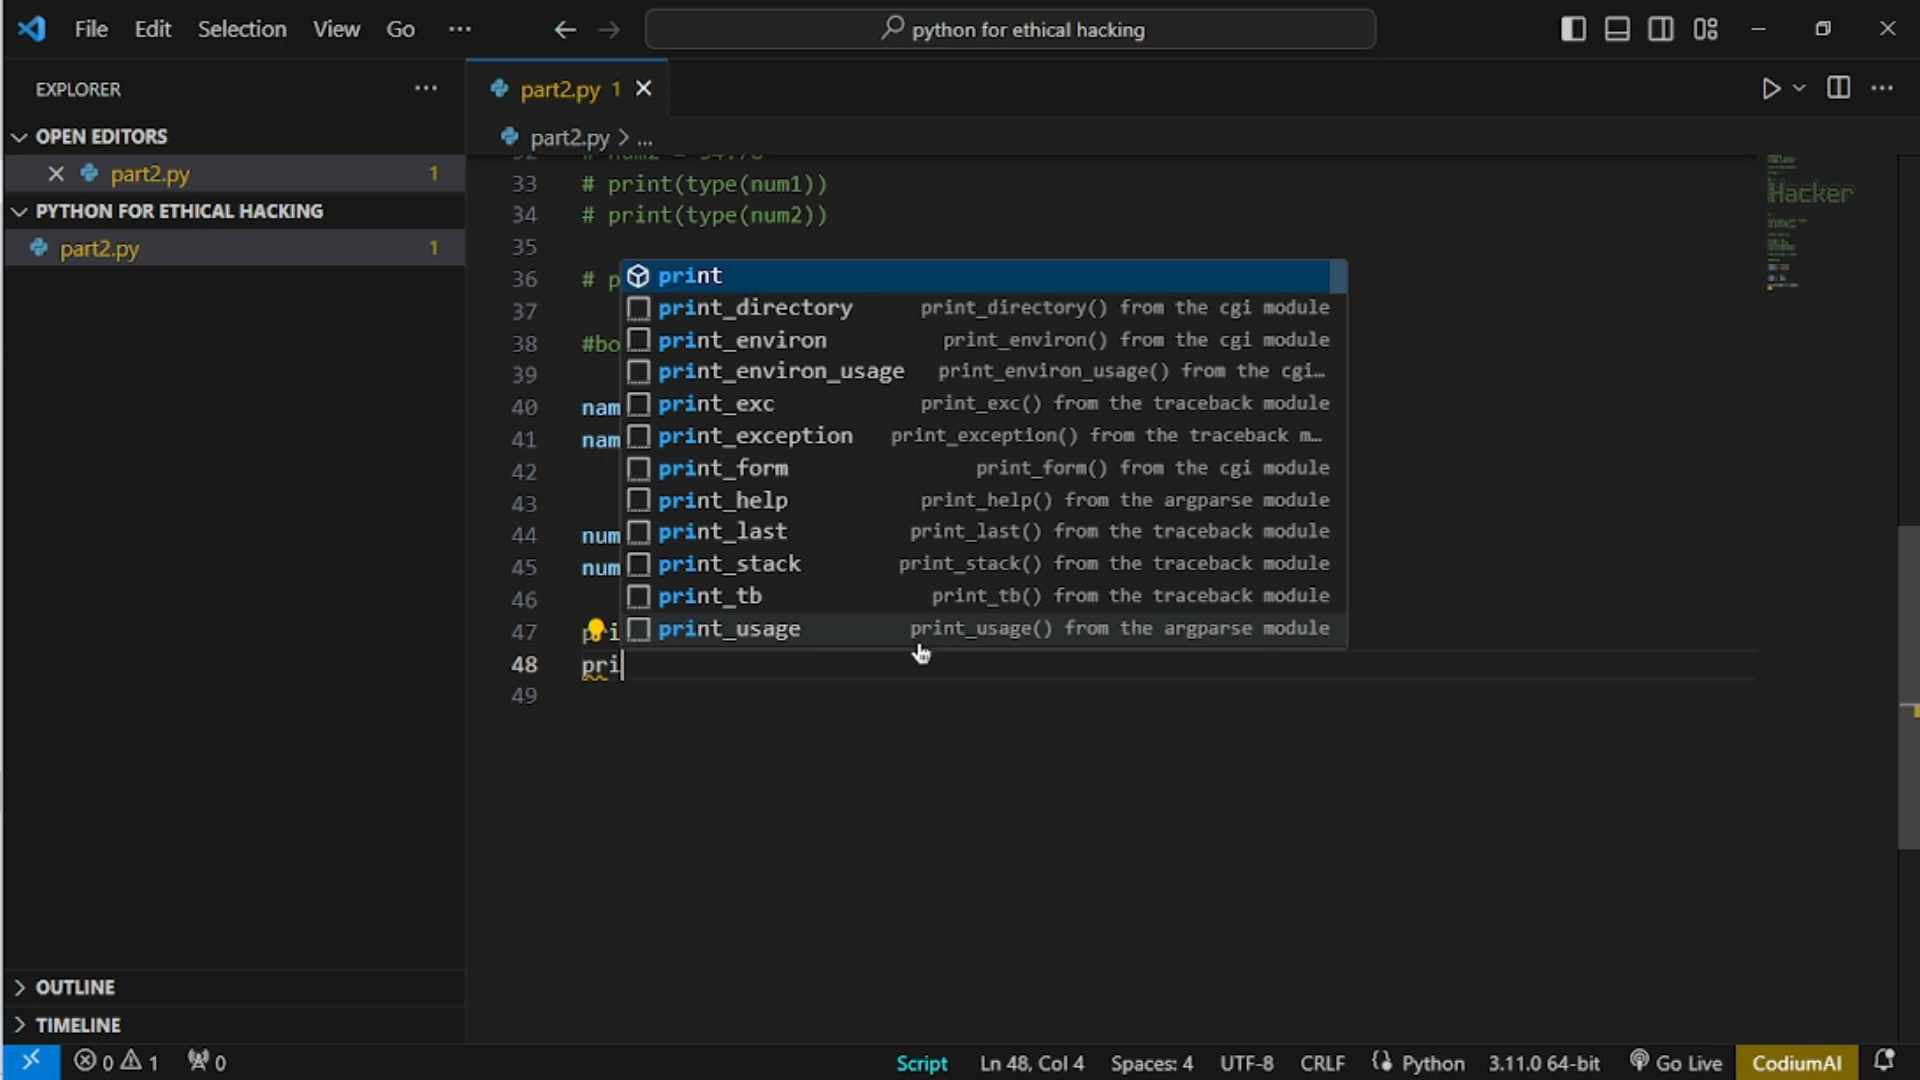 File Edit Selection View Go ··· python for ethical hacking
EXPLORER ···
part2.py 1
OPEN EDITORS
part2.py > ...
part2.py 1
PYTHON FOR ETHICAL HACKING
part2.py 1
33 # print(type(num1))
34 # print(type(num2))
35
36 # p
37
38 #bo
39
40 nam
41 nam
42
43
44 num
45 num
46
47 pri
48 pri
49
print
print_directory print_directory() from the cgi module
print_environ print_environ() from the cgi module
print_environ_usage print_environ_usage() from the cgi…
print_exc print_exc() from the traceback module
print_exception print_exception() from the traceback m…
print_form print_form() from the cgi module
print_help print_help() from the argparse module
print_last print_last() from the traceback module
print_stack print_stack() from the traceback module
print_tb print_tb() from the traceback module
print_usage print_usage() from the argparse module
Hacker
OUTLINE
TIMELINE
0 1 0 Script Ln 48, Col 4 Spaces: 4 UTF-8 CRLF Python 3.11.0 64-bit Go Live CodiumAI